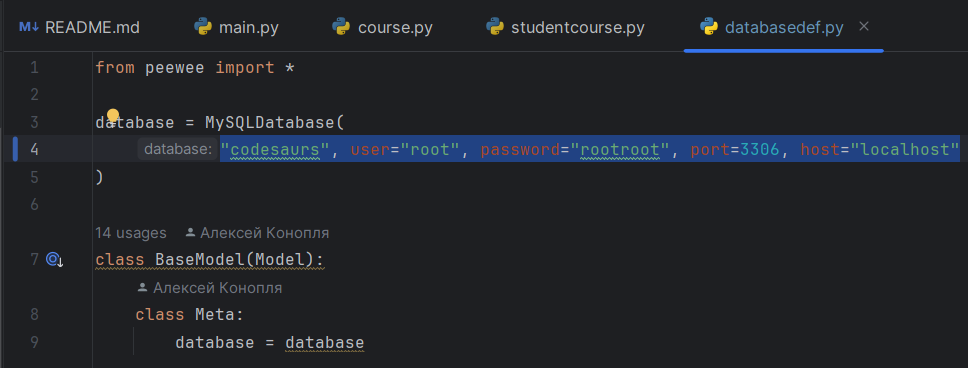 M↓ README.md main.py course.py studentcourse.py databasedef.py ×
1 from peewee import *
2
3 database = MySQLDatabase(
4 database: "codesaurs", user="root", password="rootroot", port=3306, host="localhost"
5 )
6
14 usages Алексей Конопля
7 class BaseModel(Model):
Алексей Конопля
8 class Meta:
9 database = database